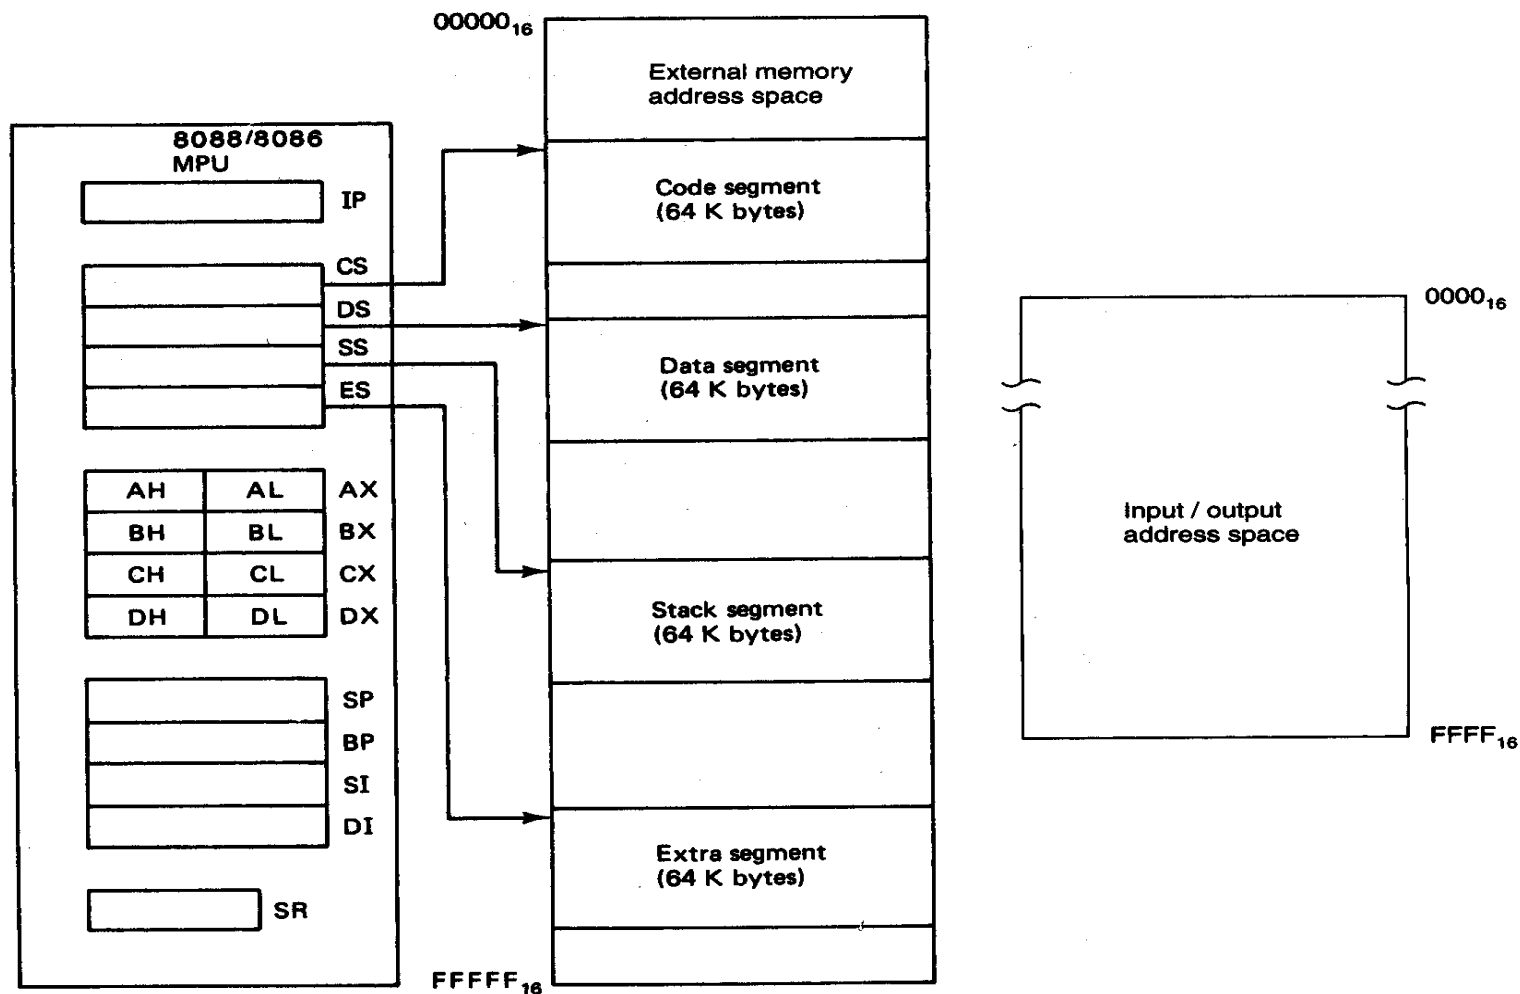 8088/8086
MPU
IP
CS
DS
SS
ES
AH AL AX
BH BL BX
CH CL CX
DH DL DX
SP
BP
SI
DI
SR
00000₁₆
External memory
address space
Code segment
(64 K bytes)
Data segment
(64 K bytes)
Stack segment
(64 K bytes)
Extra segment
(64 K bytes)
FFFFF₁₆
0000₁₆
Input / output
address space
FFFF₁₆